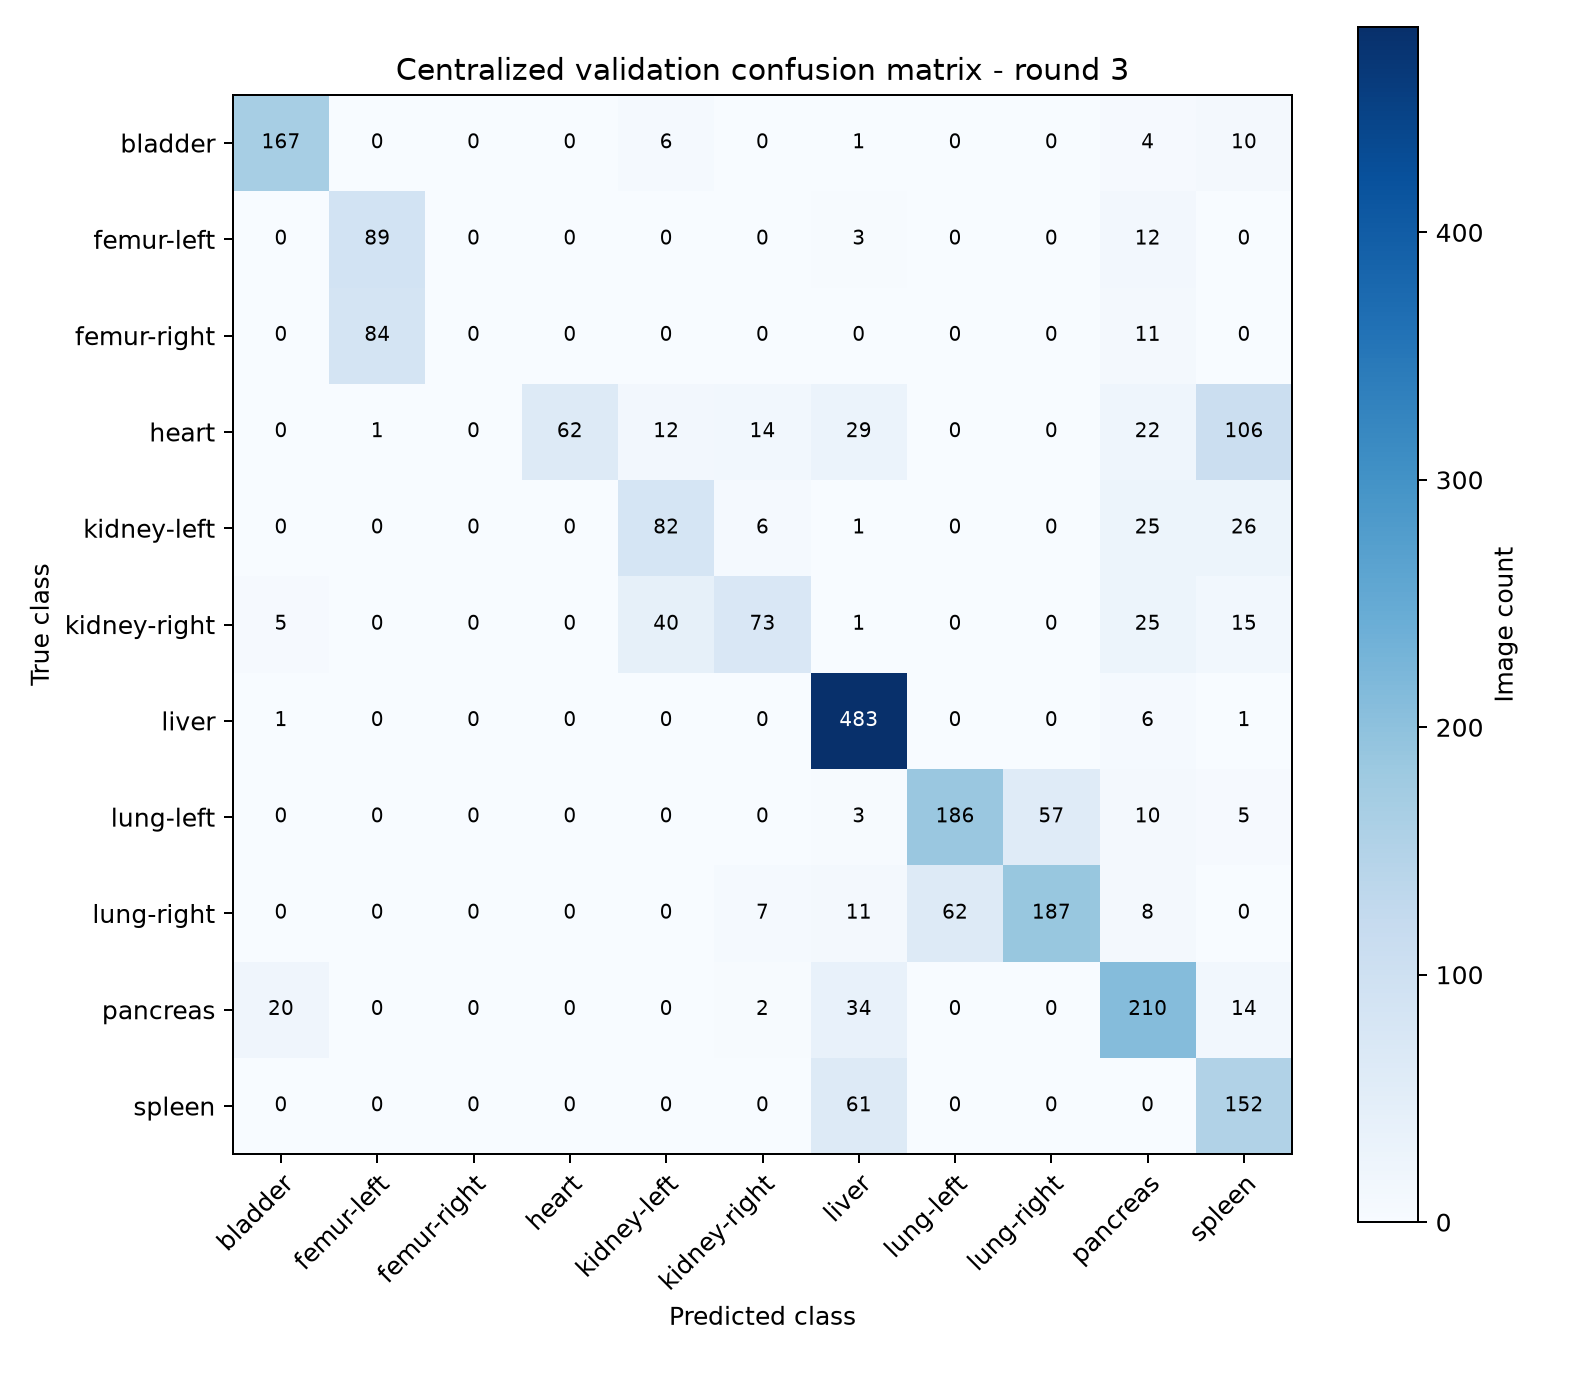 Centralized validation confusion matrix - round 3
bladder 167 0 0 0 6 0 1 0 0 4 10
femur-left 0 89 0 0 0 0 3 0 0 12 0
femur-right 0 84 0 0 0 0 0 0 0 11 0
heart 0 1 0 62 12 14 29 0 0 22 106
kidney-left 0 0 0 0 82 6 1 0 0 25 26
kidney-right 5 0 0 0 40 73 1 0 0 25 15
liver 1 0 0 0 0 0 483 0 0 6 1
lung-left 0 0 0 0 0 0 3 186 57 10 5
lung-right 0 0 0 0 0 7 11 62 187 8 0
pancreas 20 0 0 0 0 2 34 0 0 210 14
spleen 0 0 0 0 0 0 61 0 0 0 152
True class
bladder femur-left femur-right heart kidney-left kidney-right liver lung-left lung-right pancreas spleen
Predicted class
400
300
200
100
0
Image count